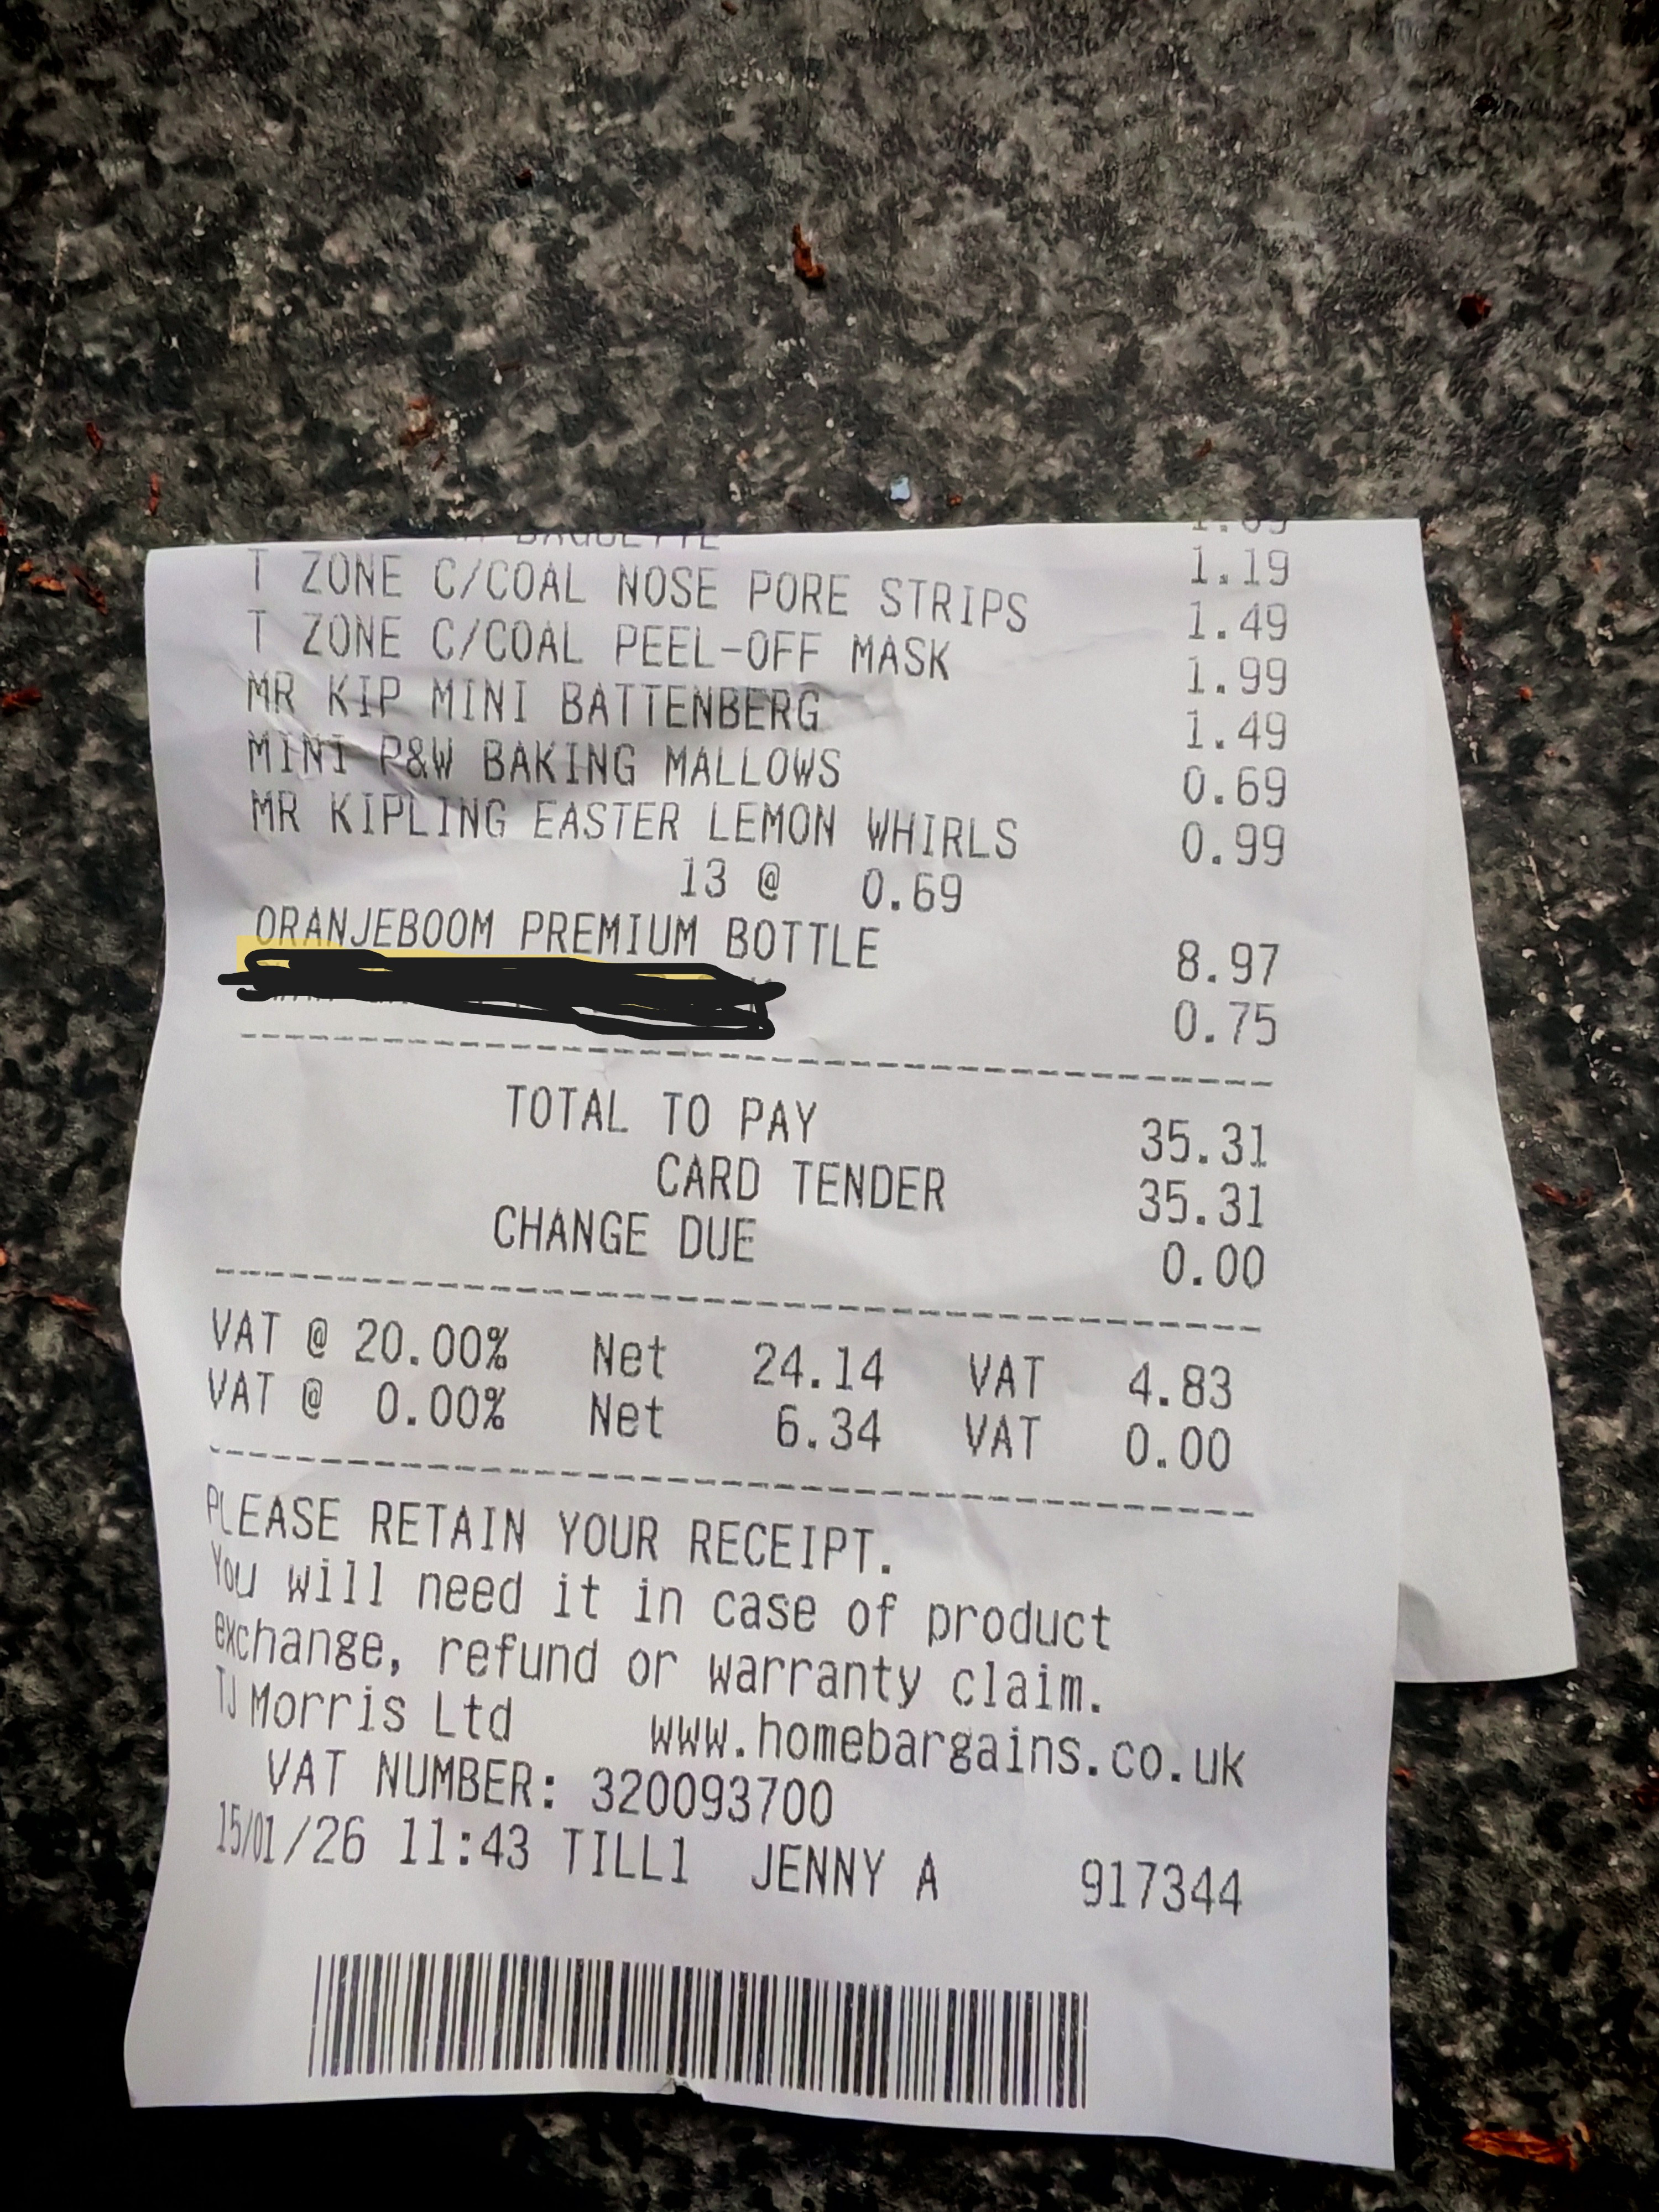 BAGUETTE 1.19
T ZONE C/COAL NOSE PORE STRIPS 1.49
T ZONE C/COAL PEEL-OFF MASK 1.99
MR KIP MINI BATTENBERG 1.49
MINI P&W BAKING MALLOWS 0.69
MR KIPLING EASTER LEMON WHIRLS 0.99
13 @ 0.69
ORANJEBOOM PREMIUM BOTTLE 8.97
0.75
TOTAL TO PAY 35.31
CARD TENDER 35.31
CHANGE DUE 0.00
VAT @ 20.00% Net 24.14 VAT 4.83
VAT @ 0.00% Net 6.34 VAT 0.00
PLEASE RETAIN YOUR RECEIPT.
You will need it in case of product
exchange, refund or warranty claim.
TJ Morris Ltd www.homebargains.co.uk
VAT NUMBER: 320093700
15/01/26 11:43 TILL1 JENNY A 917344